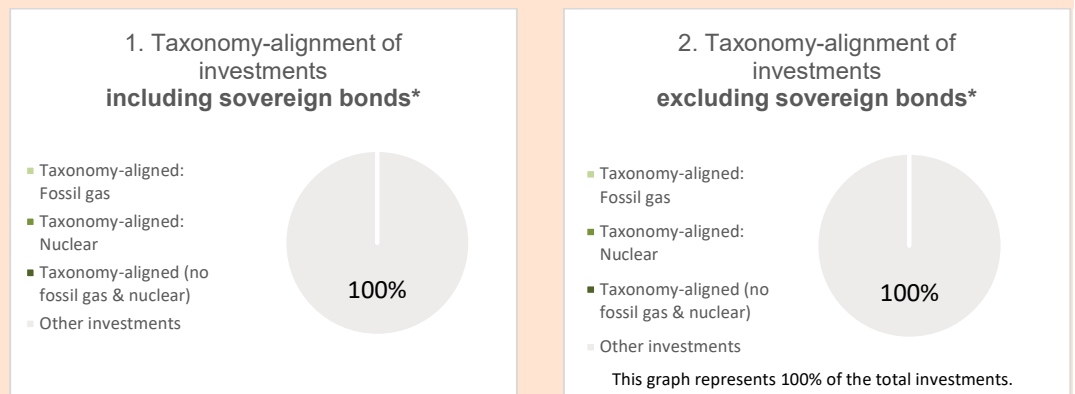 1. Taxonomy-alignment of
investments
including sovereign bonds*
Taxonomy-aligned:
Fossil gas
Taxonomy-aligned:
Nuclear
Taxonomy-aligned (no
fossil gas & nuclear)
Other investments
100%
2. Taxonomy-alignment of
investments
excluding sovereign bonds*
Taxonomy-aligned:
Fossil gas
Taxonomy-aligned:
Nuclear
Taxonomy-aligned (no
fossil gas & nuclear)
Other investments
100%
This graph represents 100% of the total investments.